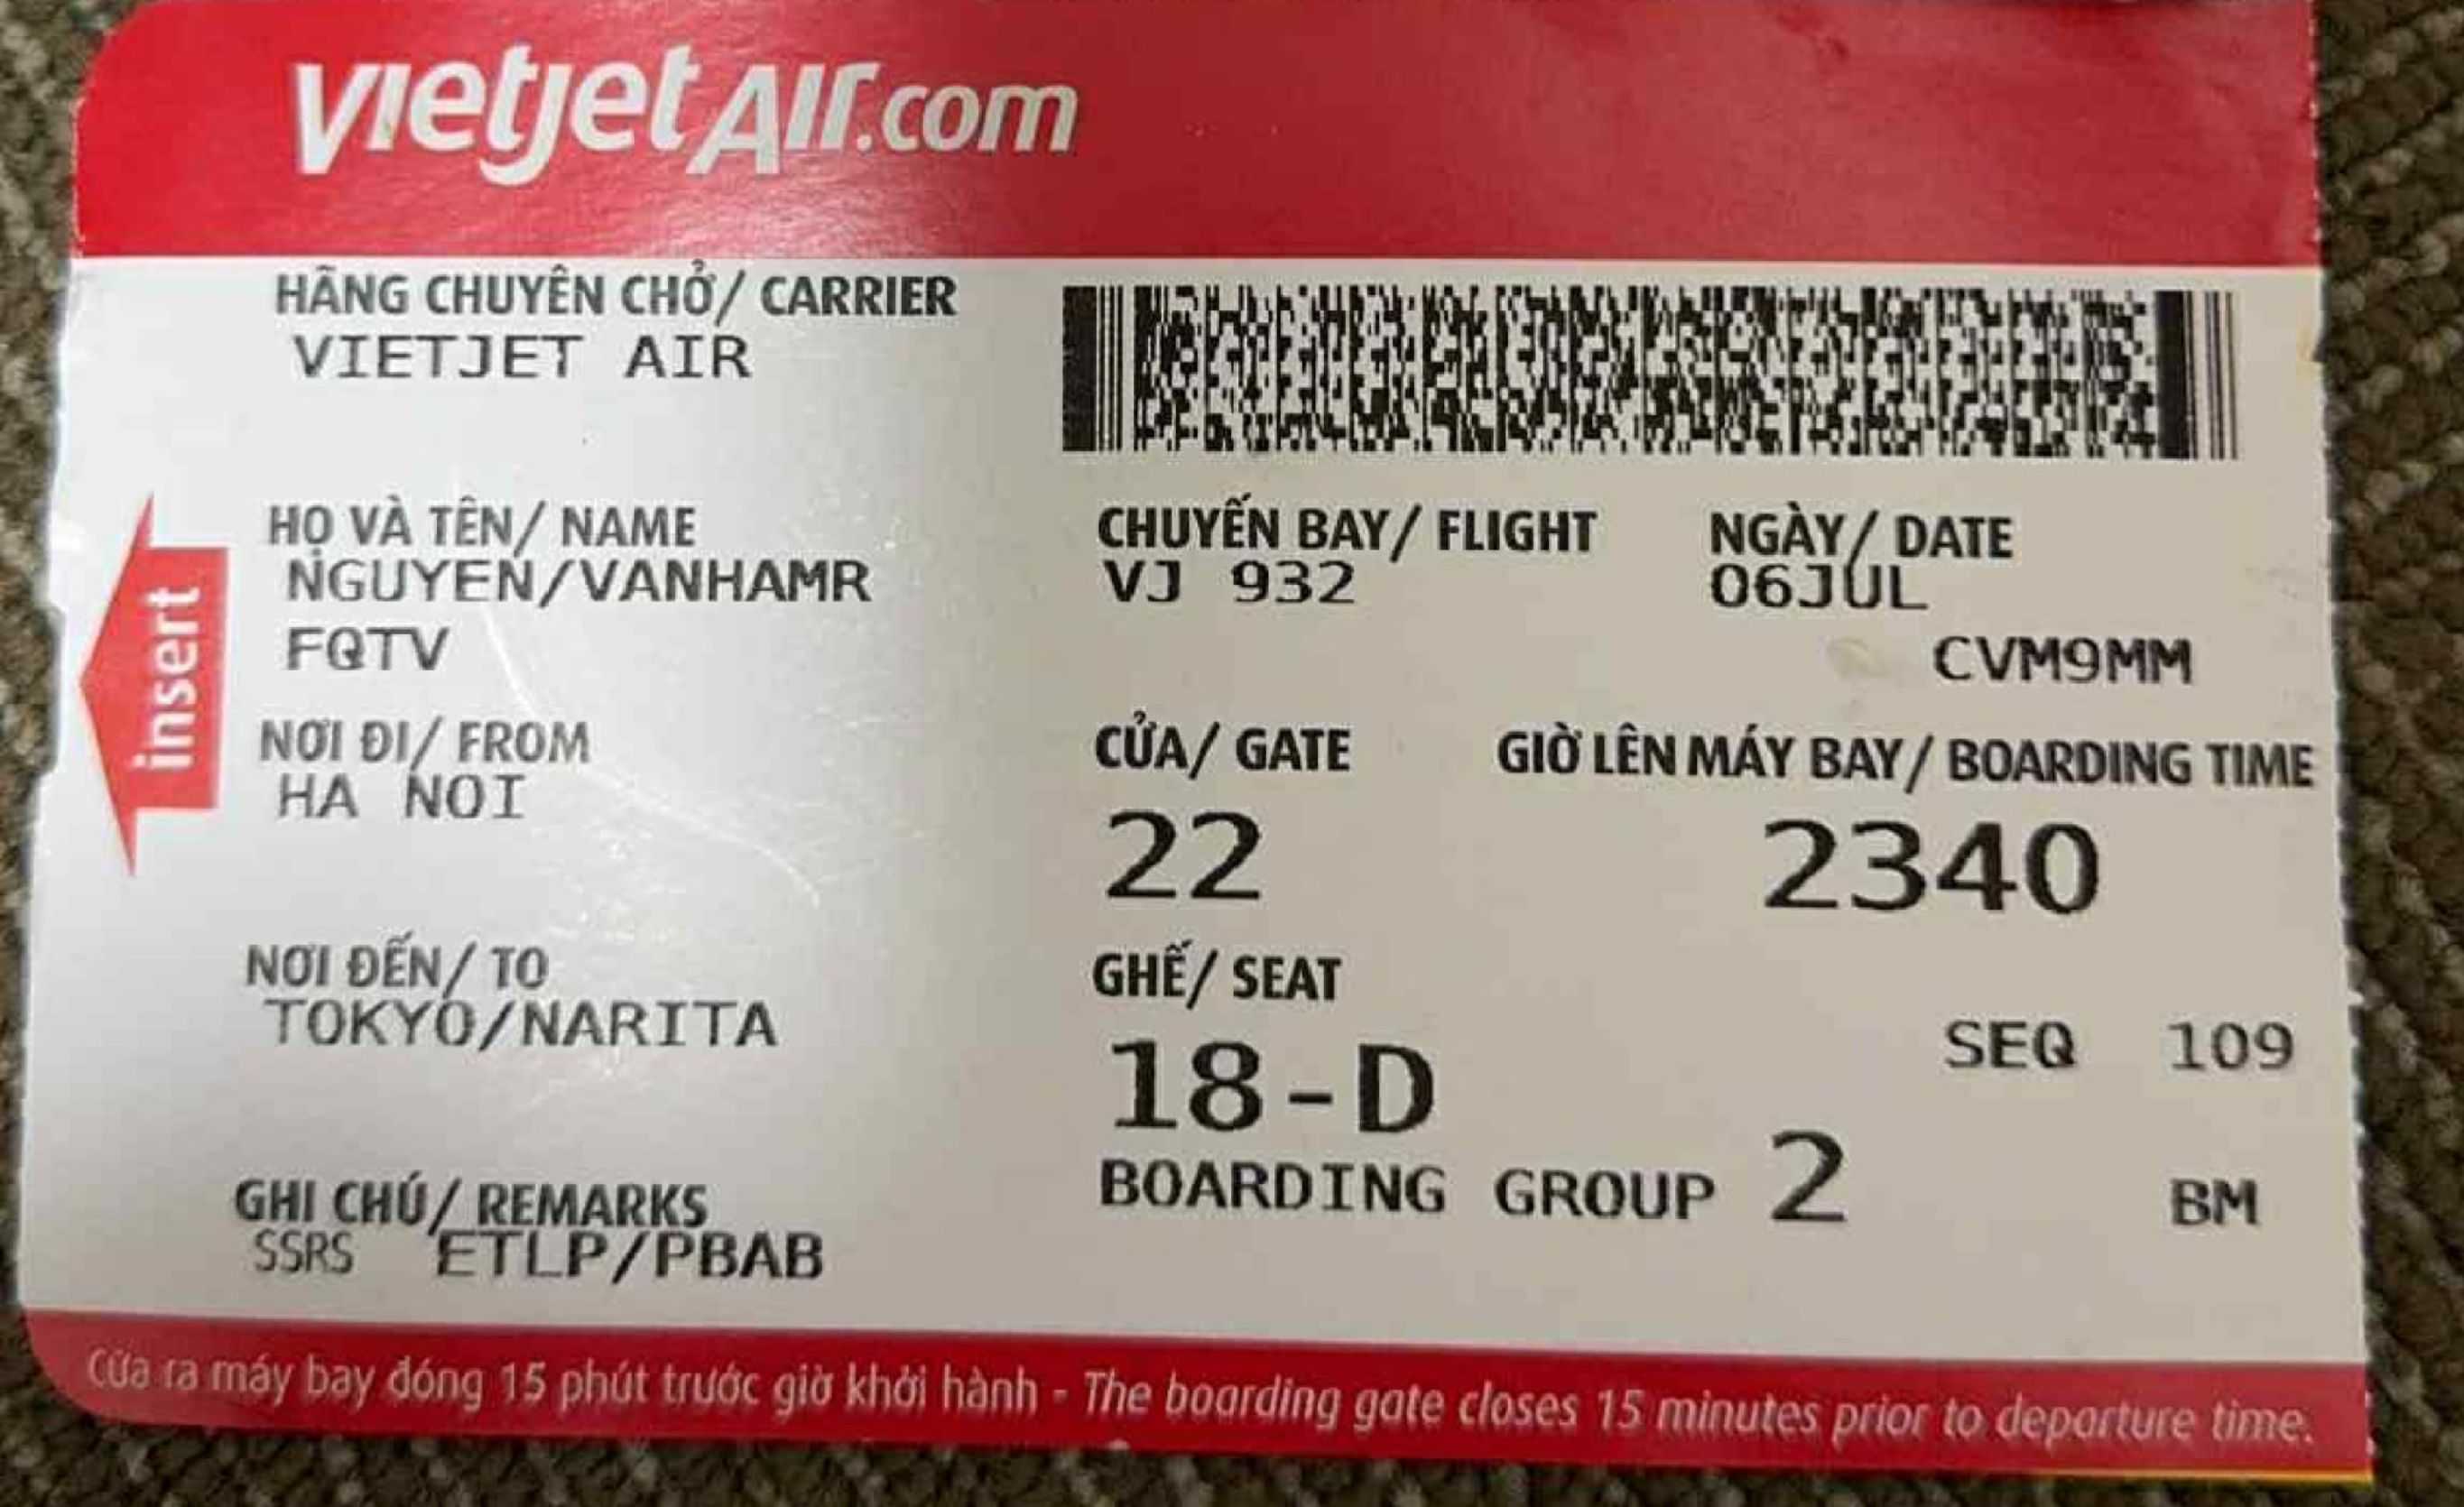 vietjetAir.com
HÃNG CHUYÊN CHỞ/ CARRIER
VIETJET AIR
HỌ VÀ TÊN/ NAME
NGUYEN/VANHAMR
FQTV
CHUYẾN BAY/ FLIGHT
VJ 932
NGÀY/ DATE
06JUL
CVM9MM
insert
NƠI ĐI/ FROM
HA NOI
CỬA/ GATE
22
GIỜ LÊN MÁY BAY/ BOARDING TIME
2340
NƠI ĐẾN/ TO
TOKYO/NARITA
GHẾ/ SEAT
18-D
SEQ 109
BOARDING GROUP 2
BM
GHI CHÚ/ REMARKS
SSRS ETLP/PBAB
Cửa ra máy bay đóng 15 phút trước giờ khởi hành - The boarding gate closes 15 minutes prior to departure time.